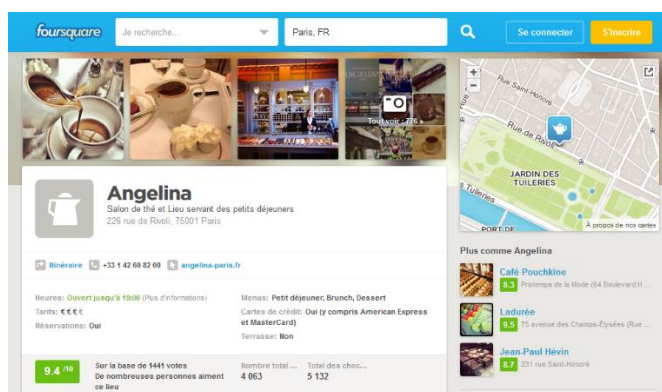 foursquare
Je recherche...
Paris, FR
Se connecter
S'inscrire
Tout voir : 776 »
Rue Saint-Honoré
Rue de Rivoli
JARDIN DES
TUILERIES
Tuileries
PORT DE
À propos de nos cartes
Angelina
Salon de thé et Lieu servant des petits déjeuners
226 rue de Rivoli, 75001 Paris
Itinéraire
+33 1 42 60 82 00
angelina-paris.fr
Heures: Ouvert jusqu'à 19:00 (Plus d'informations)
Tarifs: €€€€
Réservations: Oui
Menus: Petit déjeuner, Brunch, Dessert
Cartes de crédit: Oui (y compris American Express
et MasterCard)
Terrasse: Non
9.4 /10
Sur la base de 1441 votes
De nombreuses personnes aiment
ce lieu
Nombre total ...
4 063
Total des chec...
5 132
Plus comme Angelina
Café Pouchkine
8.3 Printemps de la Mode (64 Boulevard H...
Ladurée
9.5 75 avenue des Champs-Élysées (Rue ...
Jean-Paul Hévin
8.7 231 rue Saint-Honoré